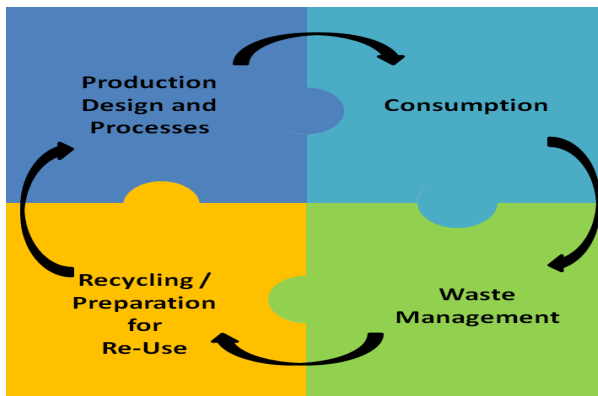 Production
Design and
Processes
Consumption
Recycling /
Preparation
for
Re-Use
Waste
Management